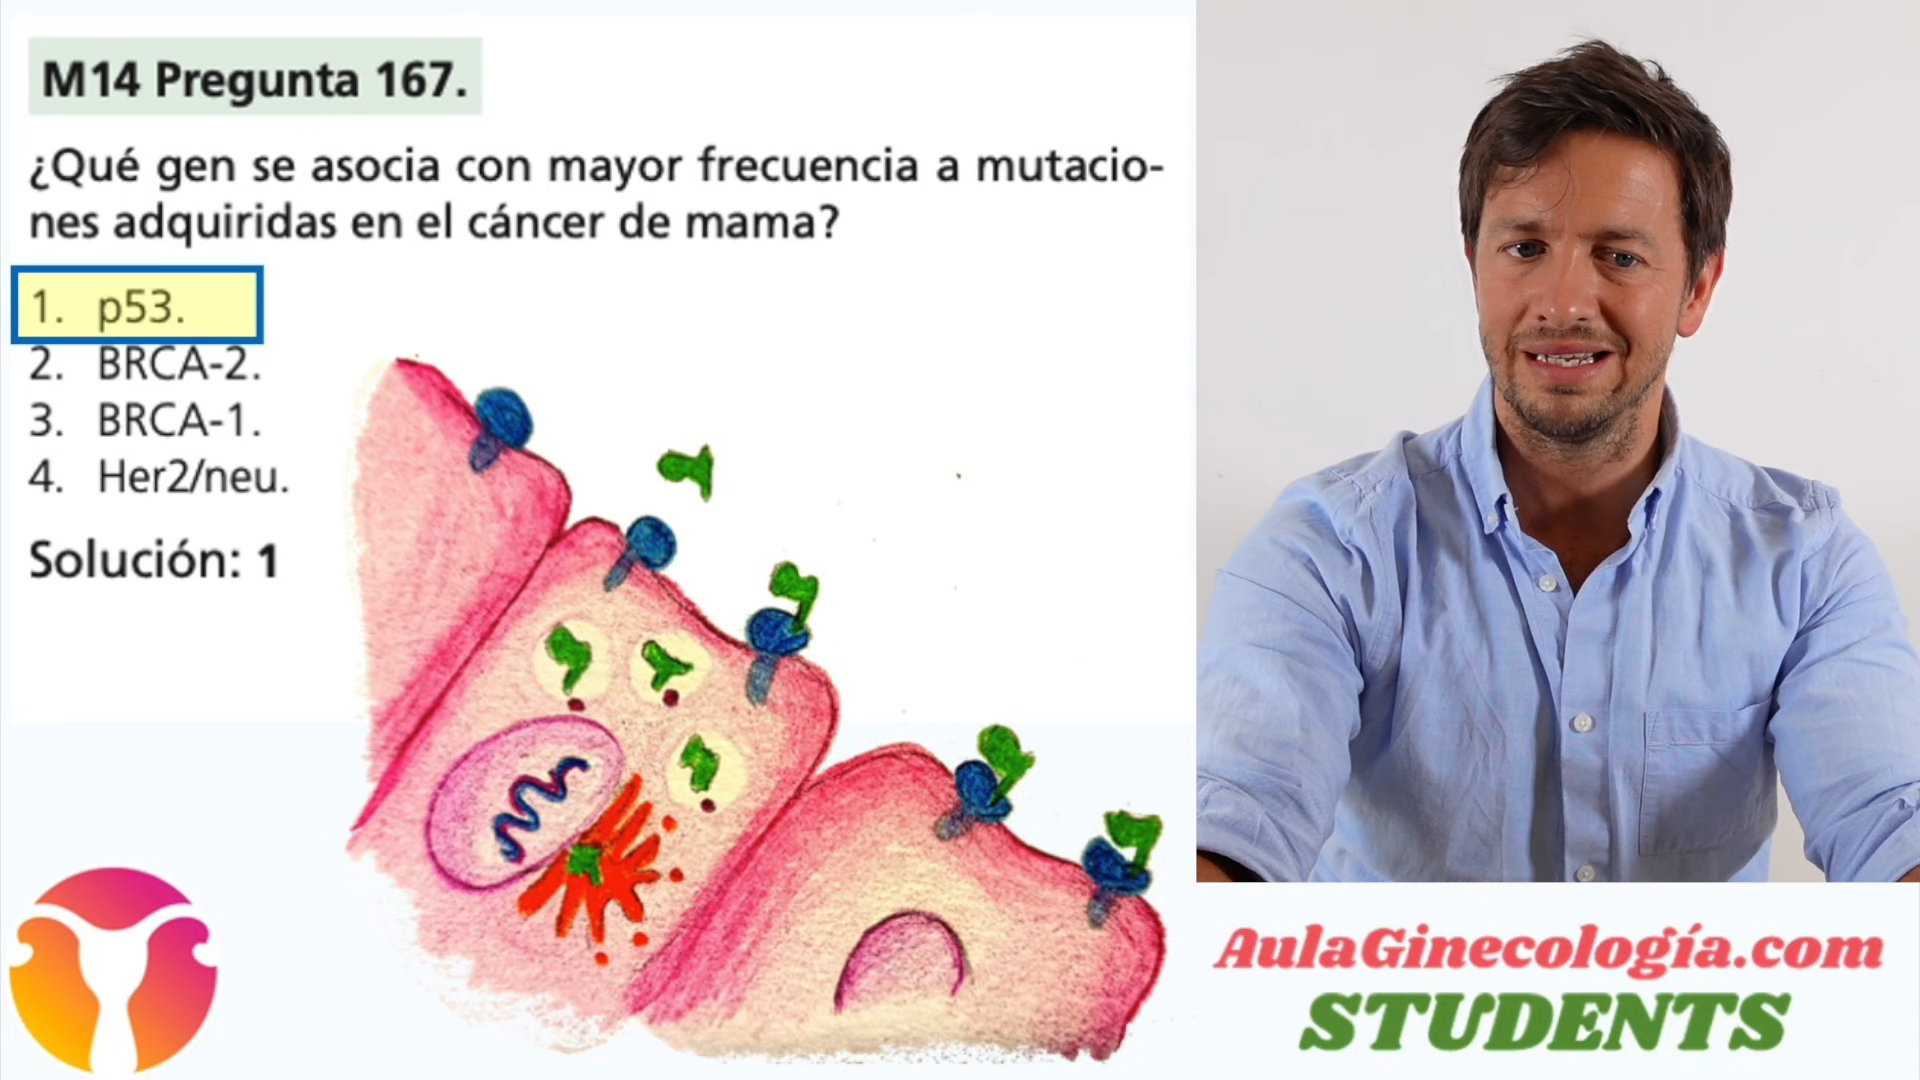 M14 Pregunta 167.
¿Qué gen se asocia con mayor frecuencia a mutacio-
nes adquiridas en el cáncer de mama?
1. p53.
2. BRCA-2.
3. BRCA-1.
4. Her2/neu.
Solución: 1
AulaGinecología.com
STUDENTS